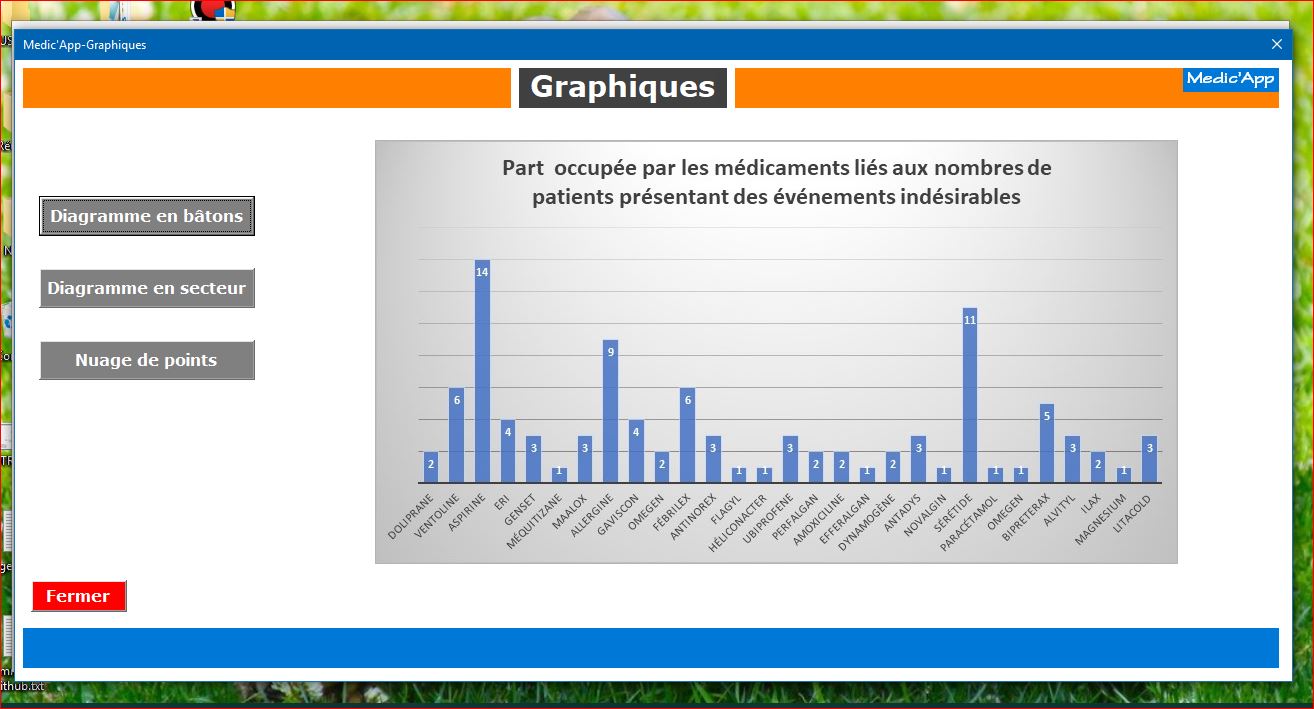 Medic'App-Graphiques
Graphiques
Medic'App
Diagramme en bâtons
Diagramme en secteur
Nuage de points
Fermer
Part occupée par les médicaments liés aux nombres de
patients présentant des événements indésirables
2
6
14
4
3
1
3
9
4
2
6
3
1
1
3
2
2
1
2
3
1
11
1
1
5
3
2
1
3
DOLIPRANE
VENTOLINE
ASPIRINE
ERI
GENSET
MÉQUITIZANE
MAALOX
ALLERGINE
GAVISCON
OMEGEN
FÉBRILEX
ANTINOREX
FLAGYL
HÉLICONACTER
UBIPROFENE
PERFALGAN
AMOXICILINE
EFFERALGAN
DYNAMOGÈNE
ANTADYS
NOVALGIN
SÉRÉTIDE
PARACÉTAMOL
OMEGEN
BIPRETERAX
ALVITYL
ILAX
MAGNESIUM
LITACOLD
ithub.txt